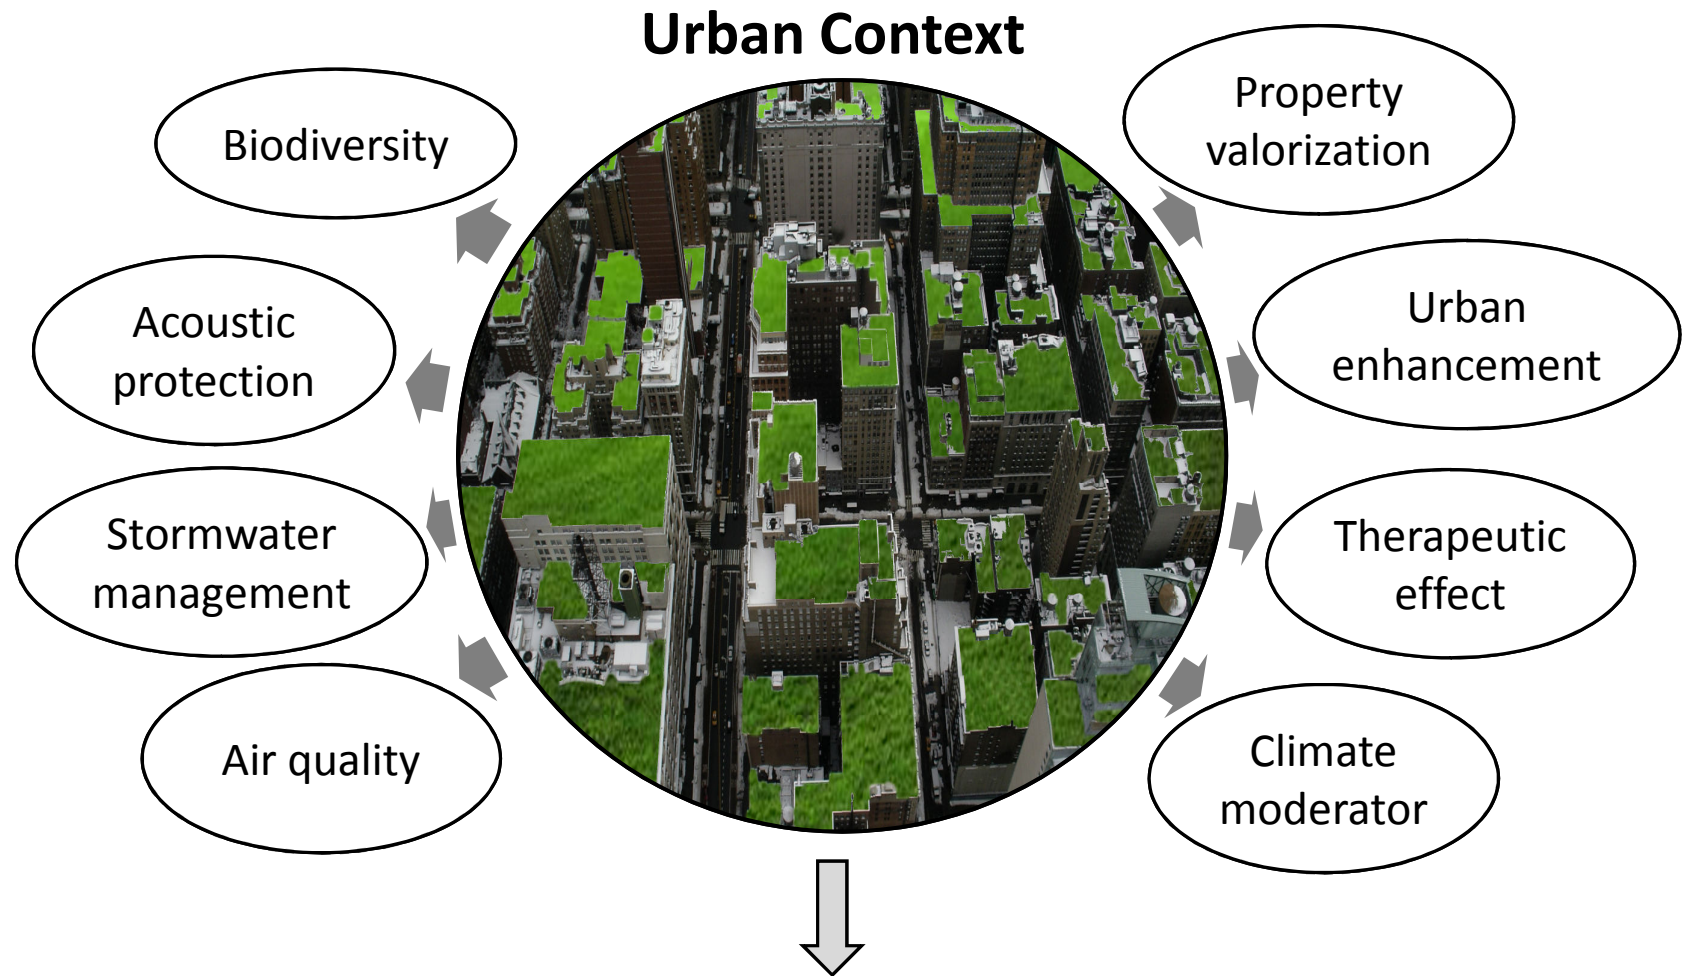 Urban Context
Biodiversity
Acoustic
protection
Stormwater
management
Air quality
Property
valorization
Urban
enhancement
Therapeutic
effect
Climate
moderator